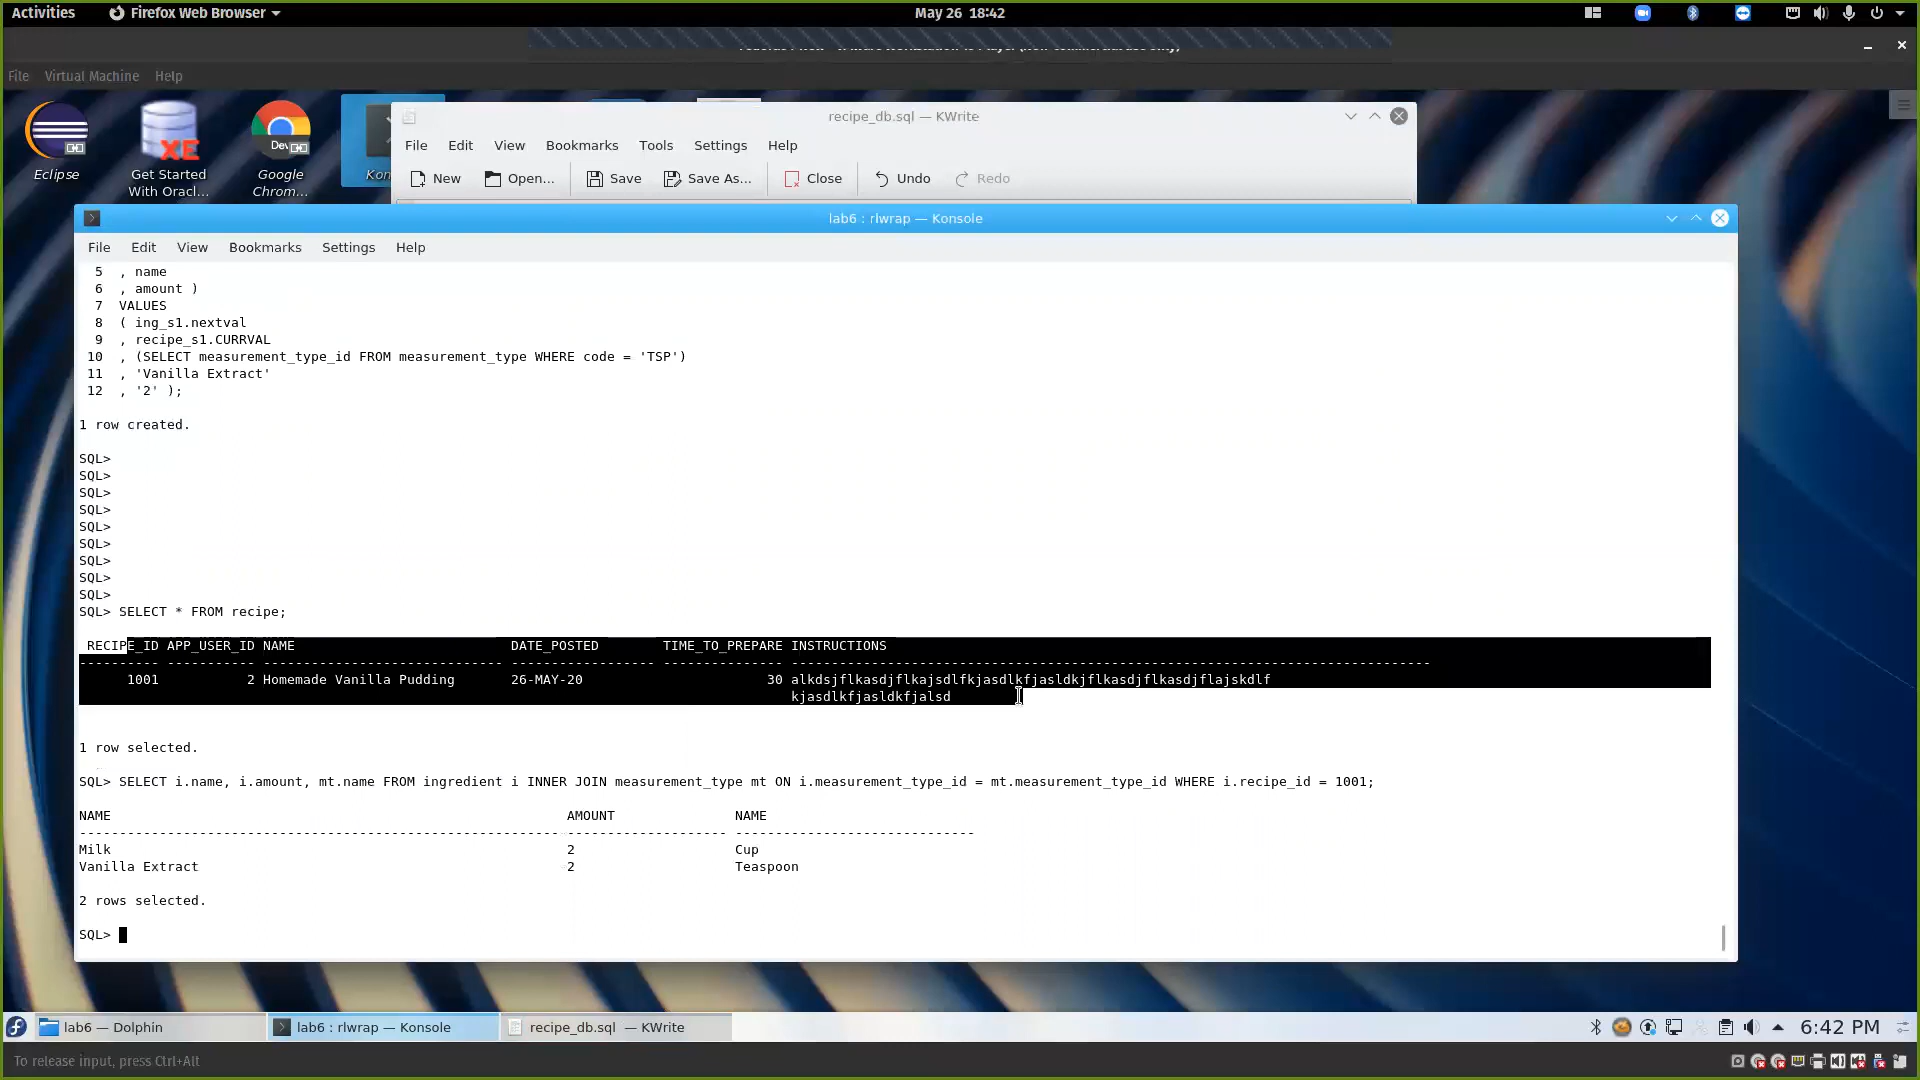 Activities Firefox Web Browser May 26 18:42
File Virtual Machine Help
Eclipse
Get Started
With Oracl...
XE
Dev
Google
Chrom...
Kon
recipe_db.sql — KWrite
File Edit View Bookmarks Tools Settings Help
New Open... Save Save As... Close Undo Redo
lab6 : rlwrap — Konsole
File Edit View Bookmarks Settings Help
5 , name
6 , amount )
7 VALUES
8 ( ing_s1.nextval
9 , recipe_s1.CURRVAL
10 , (SELECT measurement_type_id FROM measurement_type WHERE code = 'TSP')
11 , 'Vanilla Extract'
12 , '2' );
1 row created.
SQL>
SQL>
SQL>
SQL>
SQL>
SQL>
SQL>
SQL>
SQL>
SQL> SELECT * FROM recipe;
RECIPE_ID APP_USER_ID NAME DATE_POSTED TIME_TO_PREPARE INSTRUCTIONS
1001 2 Homemade Vanilla Pudding 26-MAY-20 30 alkdsjflkasdjflkajsdlfkjasdlkfjasldkjflkasdjflkasdjflajskdlf
kjasdlkfjasldkfjalsd
1 row selected.
SQL> SELECT i.name, i.amount, mt.name FROM ingredient i INNER JOIN measurement_type mt ON i.measurement_type_id = mt.measurement_type_id WHERE i.recipe_id = 1001;
NAME AMOUNT NAME
Milk 2 Cup
Vanilla Extract 2 Teaspoon
2 rows selected.
SQL>
lab6 — Dolphin lab6 : rlwrap — Konsole recipe_db.sql — KWrite 6:42 PM
To release input, press Ctrl+Alt